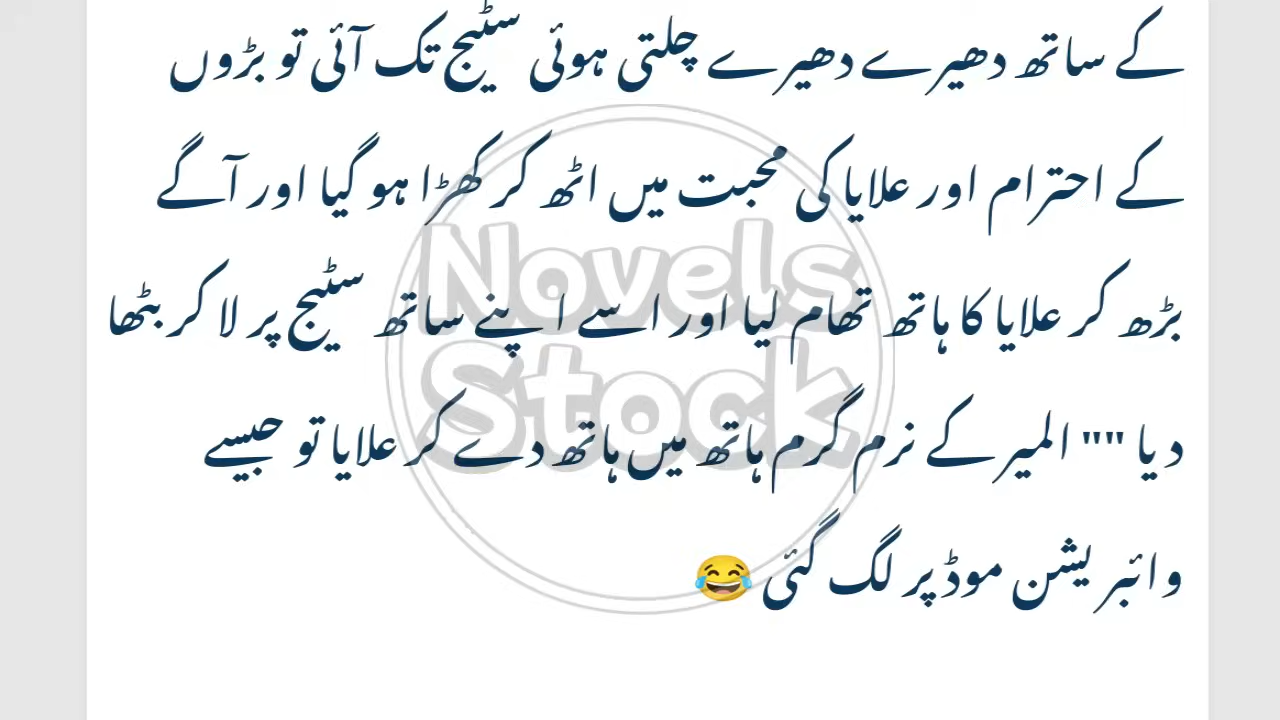 کے ساتھ دھیرے دھیرے چلتی ہوئی سٹیج تک آئی تو بڑوں
کے احترام اور علایا کی محبت میں اٹھ کر کھڑا ہو گیا اور آگے
بڑھ کر علایا کا ہاتھ تھام لیا اور اسے اپنے ساتھ سٹیج پر لا کر بٹھا
دیا "" المیر کے نرم گرم ہاتھ میں ہاتھ دے کر علایا تو جیسے
وائبریشن موڈ پر لگ گئی 😂
Novels
Stock